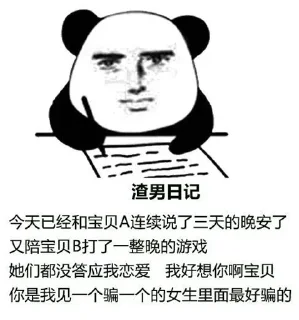 渣男日记
今天已经和宝贝A连续说了三天的晚安了
又陪宝贝B打了一整晚的游戏
她们都没答应我恋爱 我好想你啊宝贝
你是我见一个骗一个的女生里面最好骗的